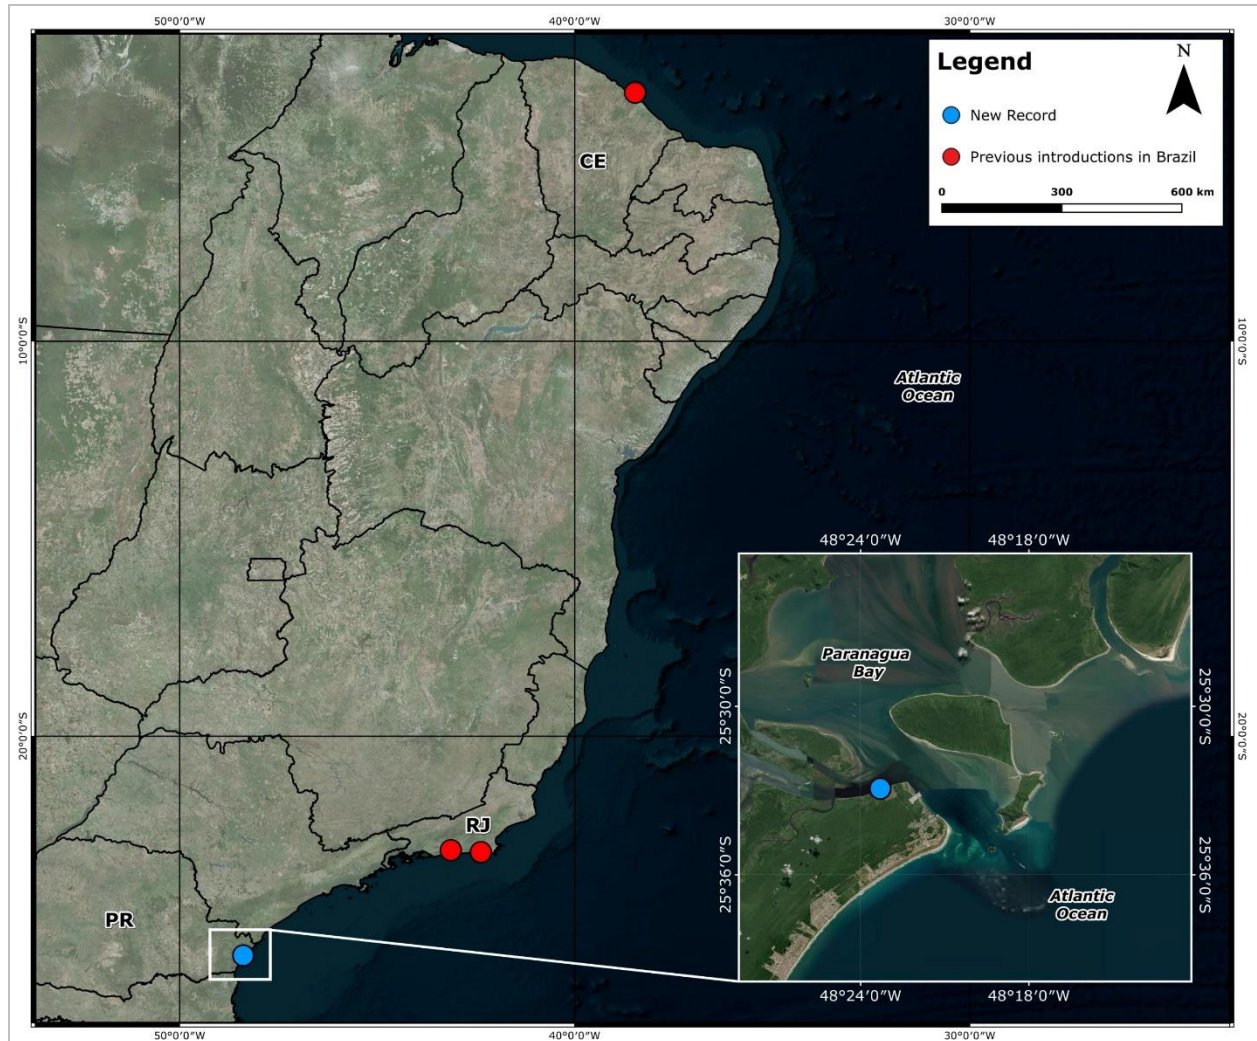 50°0′0″W
40°0′0″W
30°0′0″W
Legend
N
New Record
Previous introductions in Brazil
0
300
600 km
CE
10°0′0″S
10°0′0″S
Atlantic
Ocean
48°24′0″W
48°18′0″W
Paranagua
Bay
25°30′0″S
25°30′0″S
20°0′0″S
20°0′0″S
RJ
25°36′0″S
25°36′0″S
Atlantic
Ocean
PR
48°24′0″W
48°18′0″W
50°0′0″W
40°0′0″W
30°0′0″W